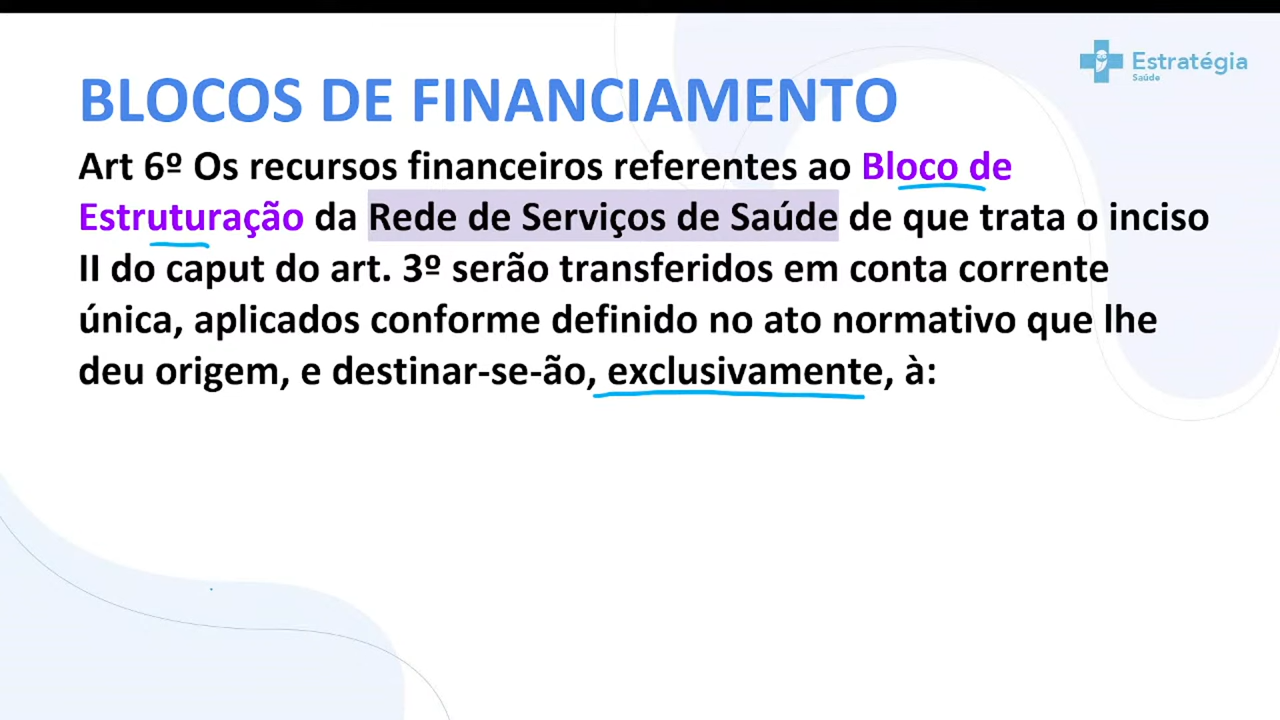 Estratégia
Saúde
BLOCOS DE FINANCIAMENTO
Art 6º Os recursos financeiros referentes ao Bloco de
Estruturação da Rede de Serviços de Saúde de que trata o inciso
II do caput do art. 3º serão transferidos em conta corrente
única, aplicados conforme definido no ato normativo que lhe
deu origem, e destinar-se-ão, exclusivamente, à: